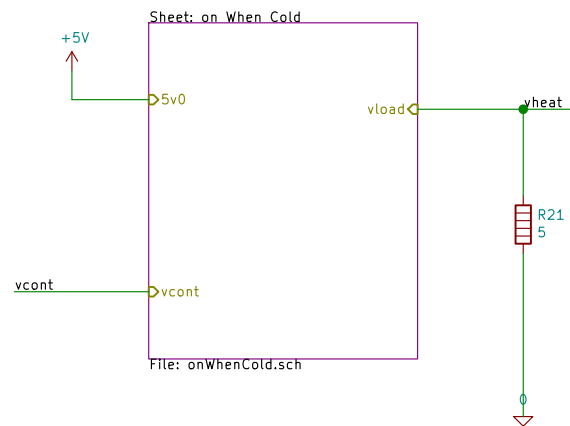 Sheet: on When Cold
+5V
5v0
vload
vheat
R21
5
vcont
vcont
File: onWhenCold.sch
0